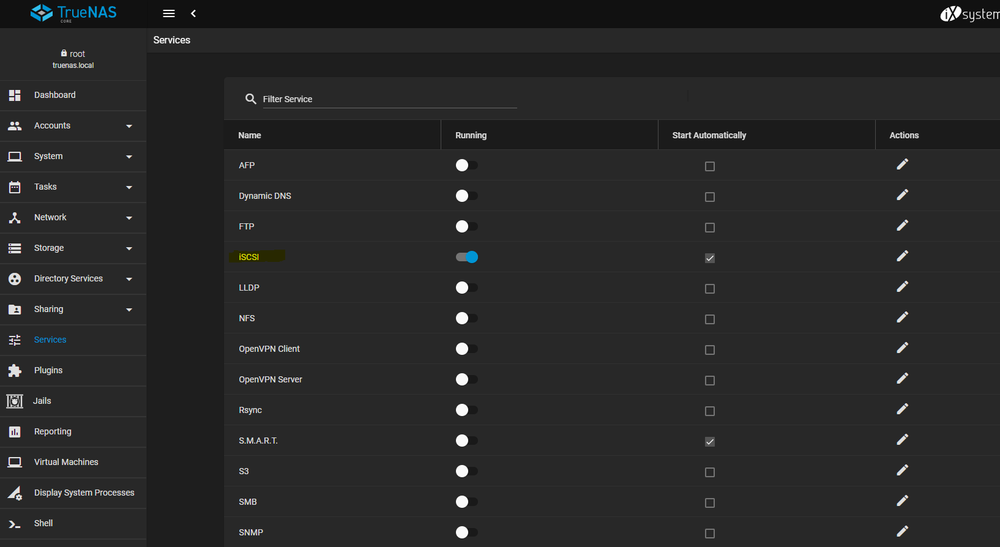 TrueNAS
CORE
iXsystem
root
truenas.local
Dashboard
Accounts
System
Tasks
Network
Storage
Directory Services
Sharing
Services
Plugins
Jails
Reporting
Virtual Machines
Display System Processes
Shell
Services
Filter Service
Name Running Start Automatically Actions
AFP
Dynamic DNS
FTP
iSCSI
LLDP
NFS
OpenVPN Client
OpenVPN Server
Rsync
S.M.A.R.T.
S3
SMB
SNMP